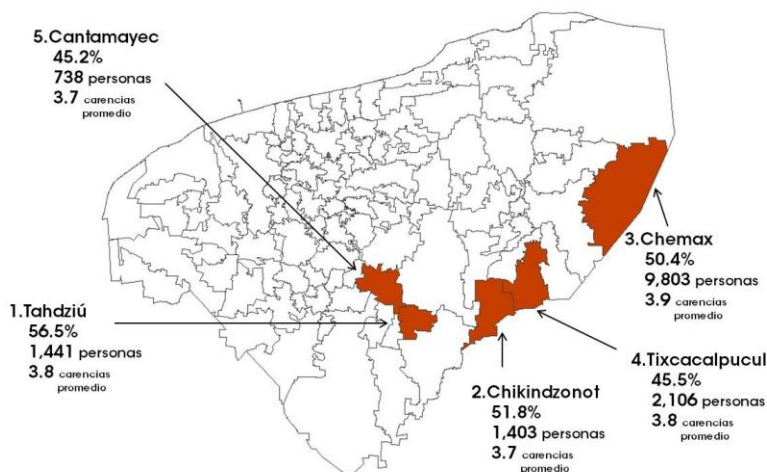 5.Cantamayec
45.2%
738 personas
3.7 carencias
promedio
1.Tahdziú
56.5%
1,441 personas
3.8 carencias
promedio
2.Chikindzonot
51.8%
1,403 personas
3.7 carencias
promedio
3.Chemax
50.4%
9,803 personas
3.9 carencias
promedio
4.Tixcacalpucul
45.5%
2,106 personas
3.8 carencias
promedio